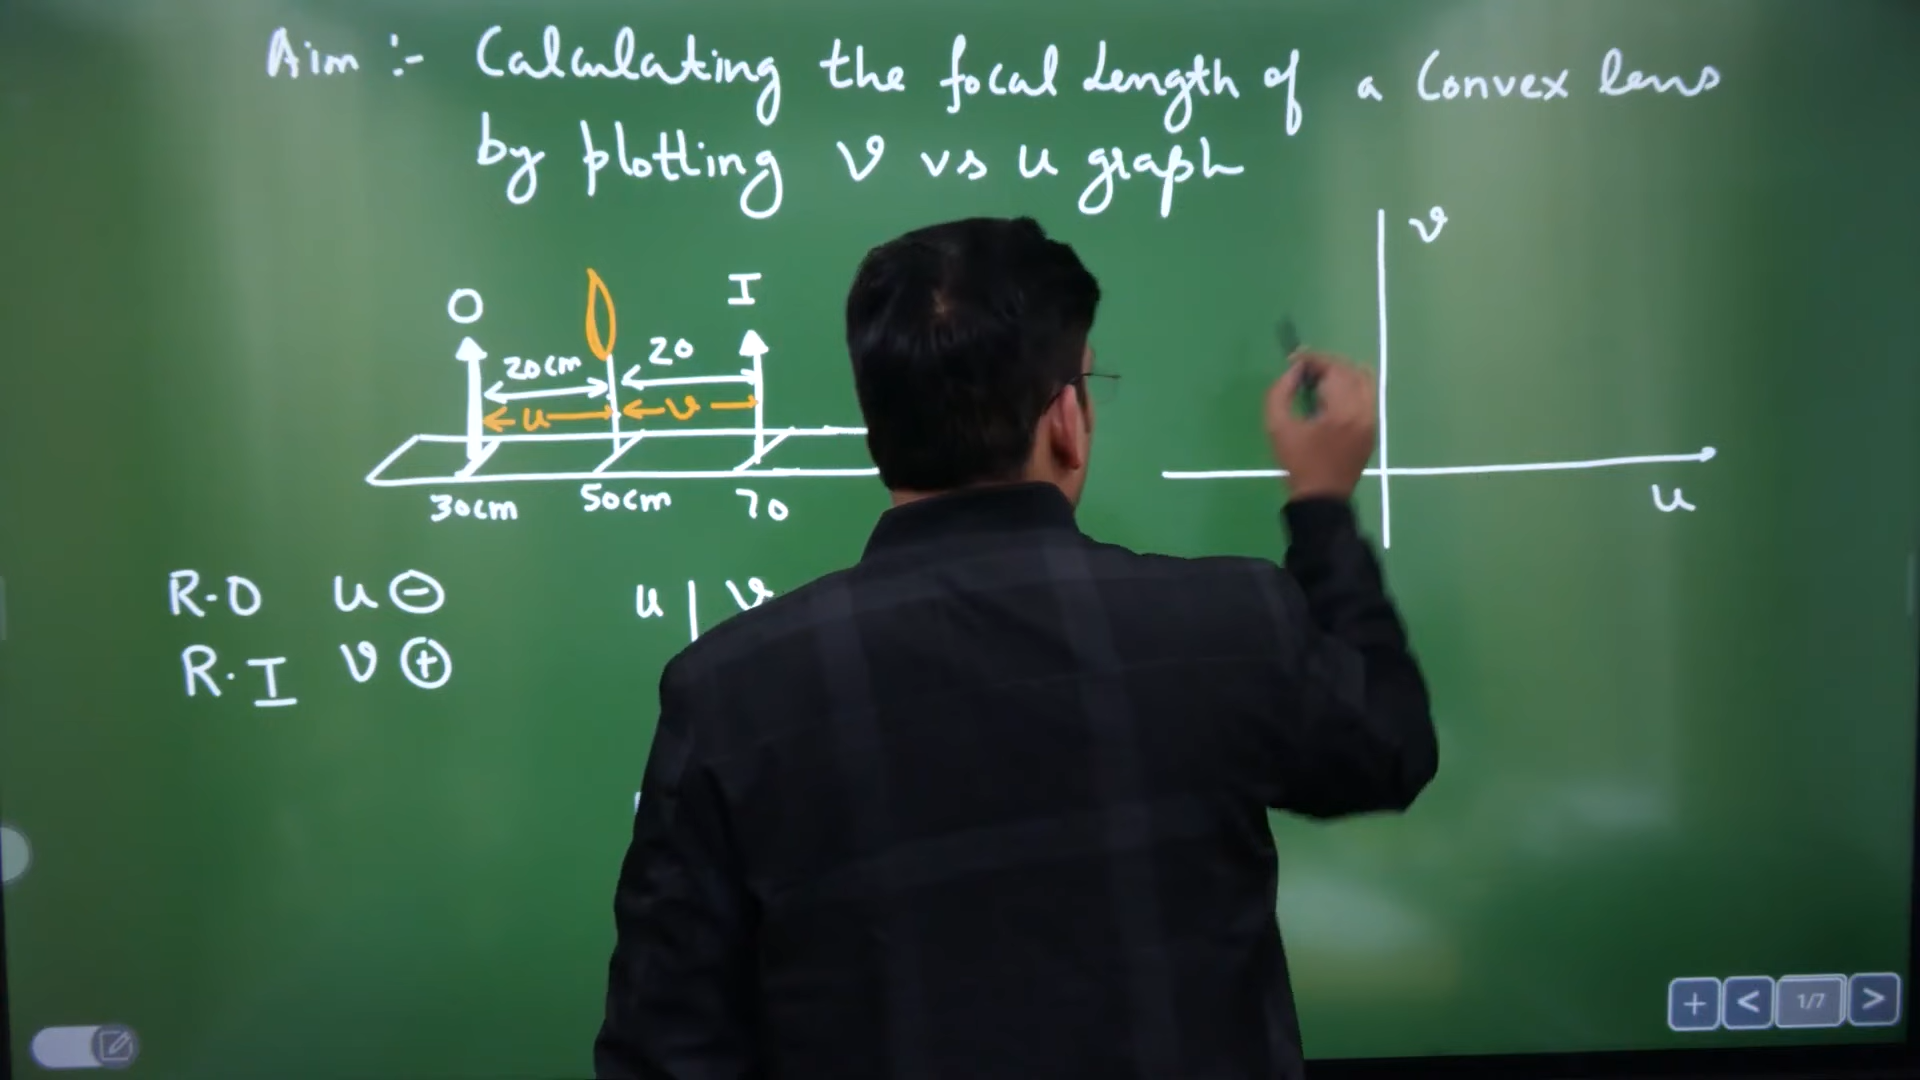 Aim :- Calculating the focal Length of a Convex lens
by plotting v vs u graph
O
I
20cm
20
u
v
30cm 50cm 70
R-O u ⊖
R. I v ⊕
u | v
v
u
+ < 1/7 >